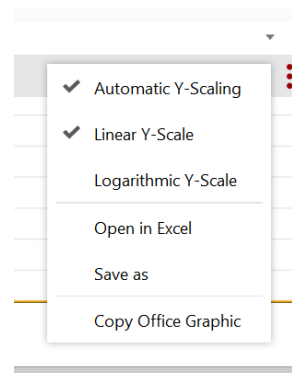 Automatic Y-Scaling
Linear Y-Scale
Logarithmic Y-Scale
Open in Excel
Save as
Copy Office Graphic